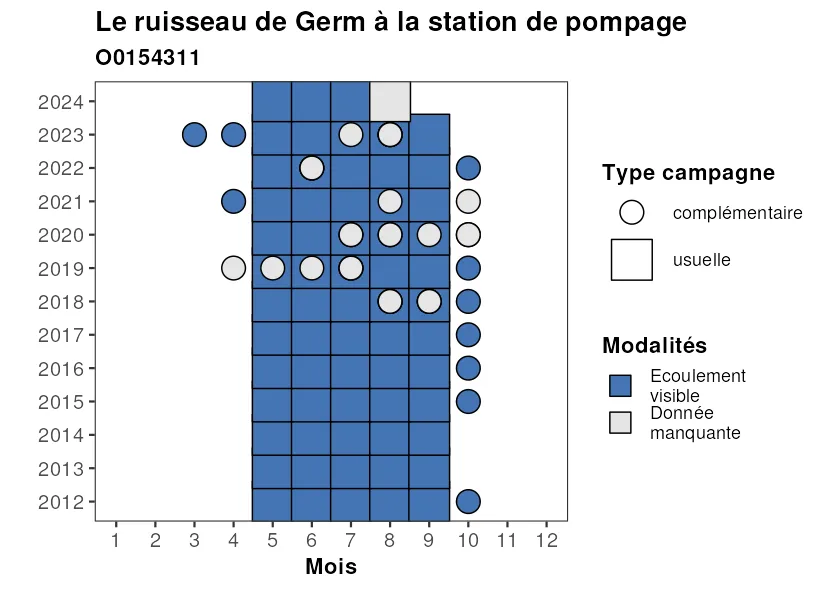 Le ruisseau de Germ à la station de pompage
O0154311
2024
2023
2022
2021
2020
2019
2018
2017
2016
2015
2014
2013
2012
1 2 3 4 5 6 7 8 9 10 11 12
Mois
Type campagne
complémentaire
usuelle
Modalités
Ecoulement
visible
Donnée
manquante